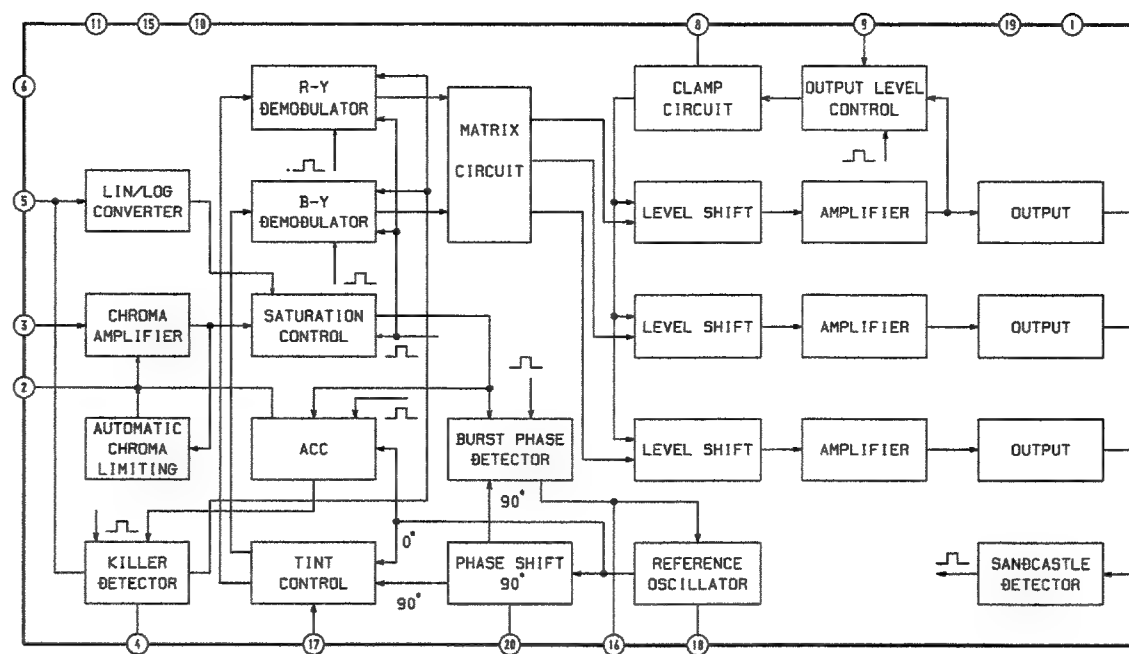 11 15 10 8 9 19 1
6
R-Y
DEMODULATOR
MATRIX
CIRCUIT
CLAMP
CIRCUIT
OUTPUT LEVEL
CONTROL
5
LIN/LOG
CONVERTER
B-Y
DEMODULATOR
LEVEL SHIFT
AMPLIFIER
OUTPUT
3
CHROMA
AMPLIFIER
SATURATION
CONTROL
LEVEL SHIFT
AMPLIFIER
OUTPUT
2
AUTOMATIC
CHROMA
LIMITING
ACC
BURST PHASE
DETECTOR
LEVEL SHIFT
AMPLIFIER
OUTPUT
90°
0°
KILLER
DETECTOR
TINT
CONTROL
90°
PHASE SHIFT
90°
REFERENCE
OSCILLATOR
SANDCASTLE
DETECTOR
4 17 20 16 18